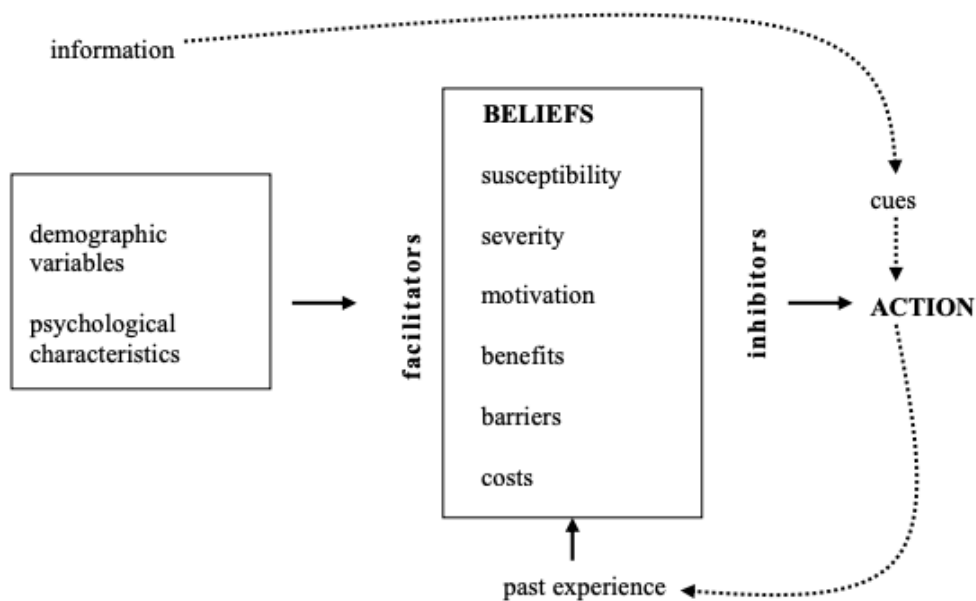 information
BELIEFS
susceptibility
severity
motivation
benefits
barriers
costs
demographic
variables
psychological
characteristics
facilitators
inhibitors
cues
ACTION
past experience